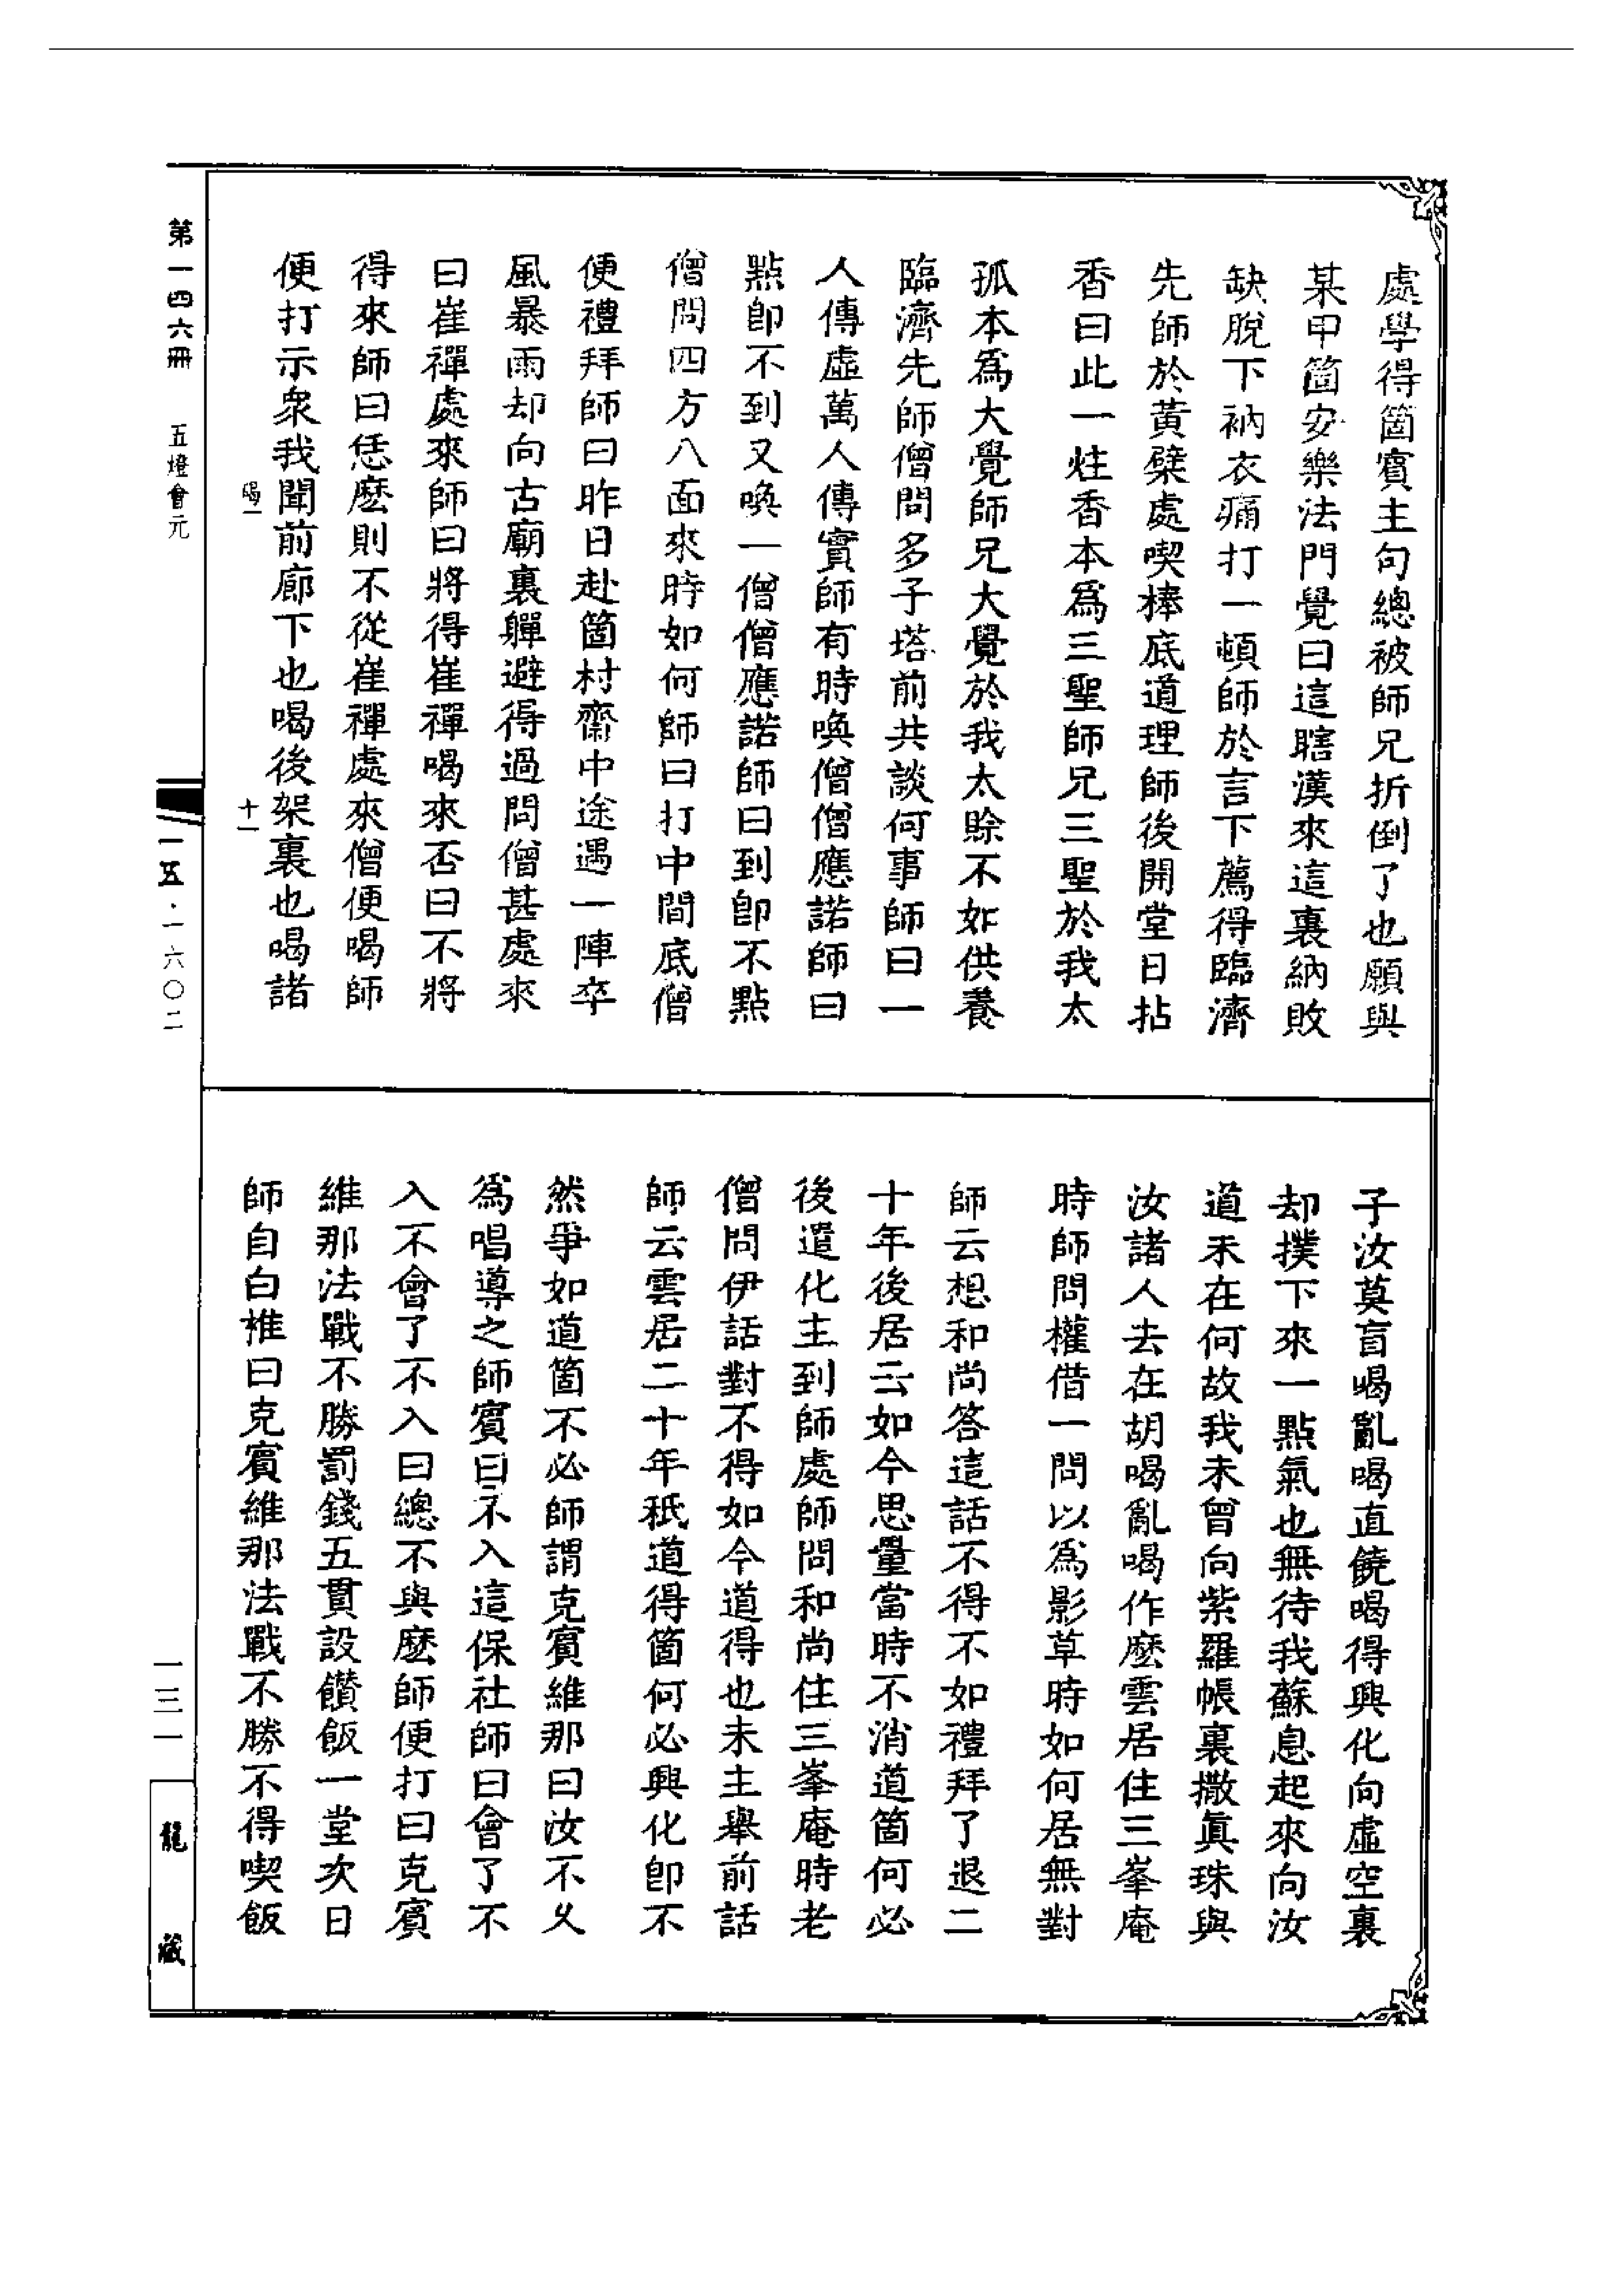 處學得箇賓主句總被師兄折倒了也願與
某甲箇安樂法門覺曰這瞎漢來這裏納敗
缺脫下衲衣痛打一頓師於言下薦得臨濟
先師於黃檗處喫棒底道理師後開堂日拈
香曰此一炷香本爲三聖師兄三聖於我太
孤本爲大覺師兄大覺於我太賒不如供養
臨濟先師僧問多子塔前共談何事師曰一
人傳虛萬人傳實師有時喚僧僧應諾師曰
點卽不到又喚一僧僧應諾師曰到卽不點
僧問四方八面來時如何師曰打中間底僧
便禮拜師曰昨日赴箇村齋中途遇一陣卒
風暴雨却向古廟裏軃避得過問僧甚處來
曰崔禪處來師曰將得崔禪喝來否曰不將
得來師曰恁麽則不從崔禪處來僧便喝師
便打示衆我聞前廊下也喝後架裏也喝諸
子汝莫盲喝亂喝直饒喝得興化向虛空裏
却撲下來一點氣也無待我蘇息起來向汝
道未在何故我未曾向紫羅帳裏撒眞珠與
汝諸人去在胡喝亂喝作麽雲居住三峯庵
時師問權借一問以爲影草時如何居無對
師云想和尚答這話不得不如禮拜了退二
十年後居云如今思量當時不消道箇何必
後遣化主到師處師問和尚住三峯庵時老
僧問伊話對不得如今道得也未主舉前話
師云雲居二十年秖道得箇何必興化卽不
然爭如道箇不必師謂克賓維那曰汝不久
爲唱導之師賓曰不入這保社師曰會了不
入不會了不入曰總不與麽師便打曰克賓
維那法戰不勝罰錢五貫設饡飯一堂次日
師自白椎曰克賓維那法戰不勝不得喫飯
第一四六冊
五燈會元
十一
一五·一六〇二
一三一
龍藏